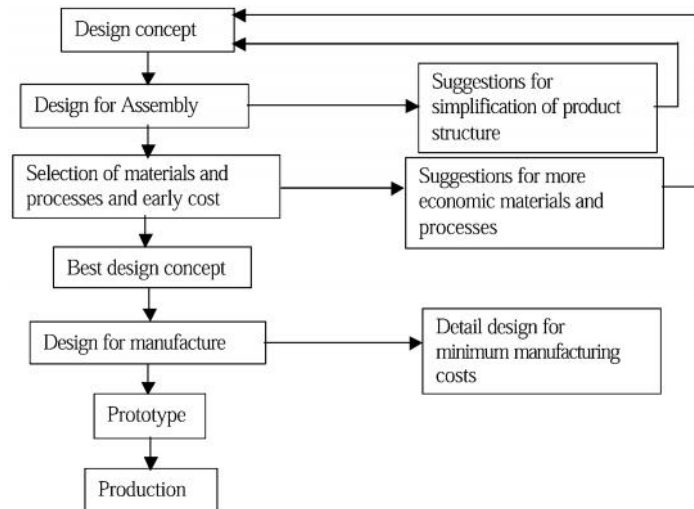 Design concept
Design for Assembly
Suggestions for
simplification of product
structure
Selection of materials and
processes and early cost
Suggestions for more
economic materials and
processes
Best design concept
Design for manufacture
Detail design for
minimum manufacturing
costs
Prototype
Production